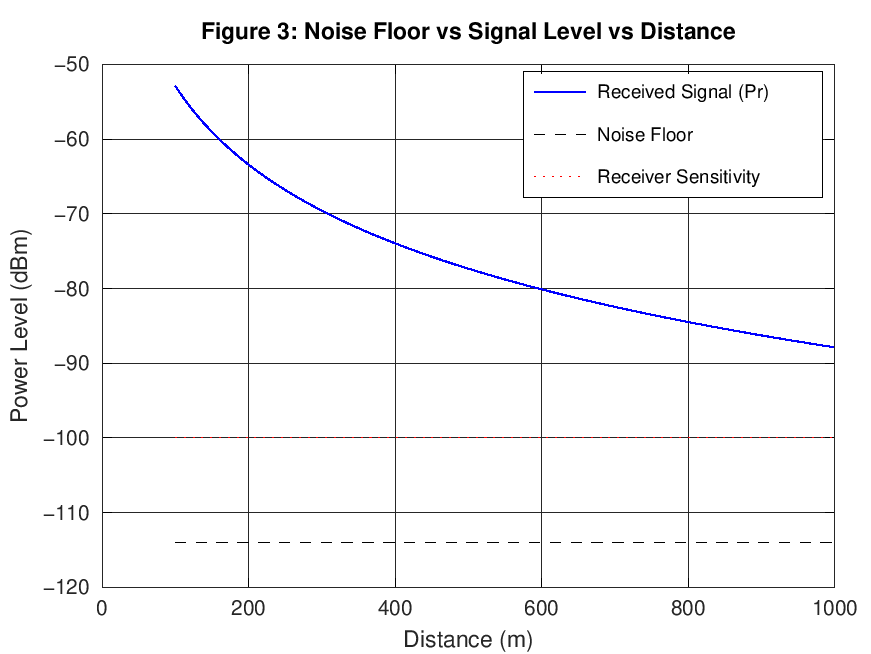 Figure 3: Noise Floor vs Signal Level vs Distance
Received Signal (Pr)
Noise Floor
Receiver Sensitivity
Power Level (dBm)
−50
−60
−70
−80
−90
−100
−110
−120
0 200 400 600 800 1000
Distance (m)